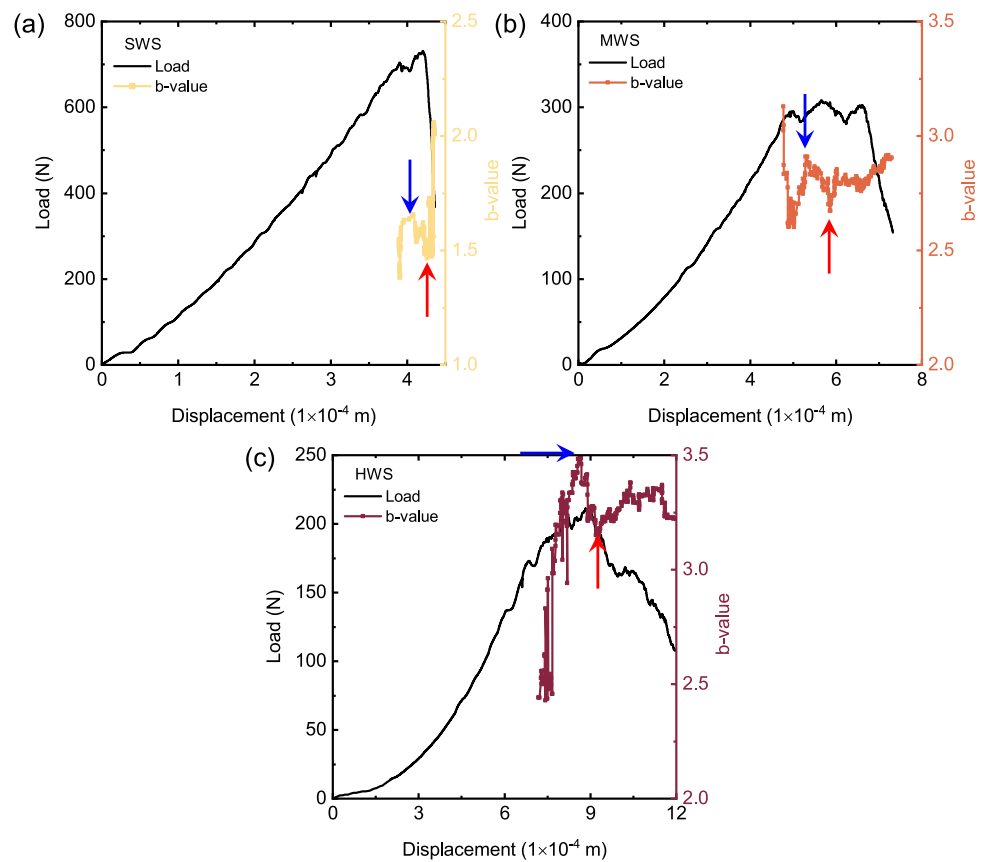 (a)
SWS
Load
b-value
800
600
400
200
0
Load (N)
2.5
2.0
1.5
1.0
b-value
0 1 2 3 4
Displacement (1×10⁻⁴ m)
(b)
MWS
Load
b-value
400
300
200
100
0
Load (N)
3.5
3.0
2.5
2.0
b-value
0 2 4 6 8
Displacement (1×10⁻⁴ m)
(c)
HWS
Load
b-value
250
200
150
100
50
0
Load (N)
3.5
3.0
2.5
2.0
b-value
0 3 6 9 12
Displacement (1×10⁻⁴ m)